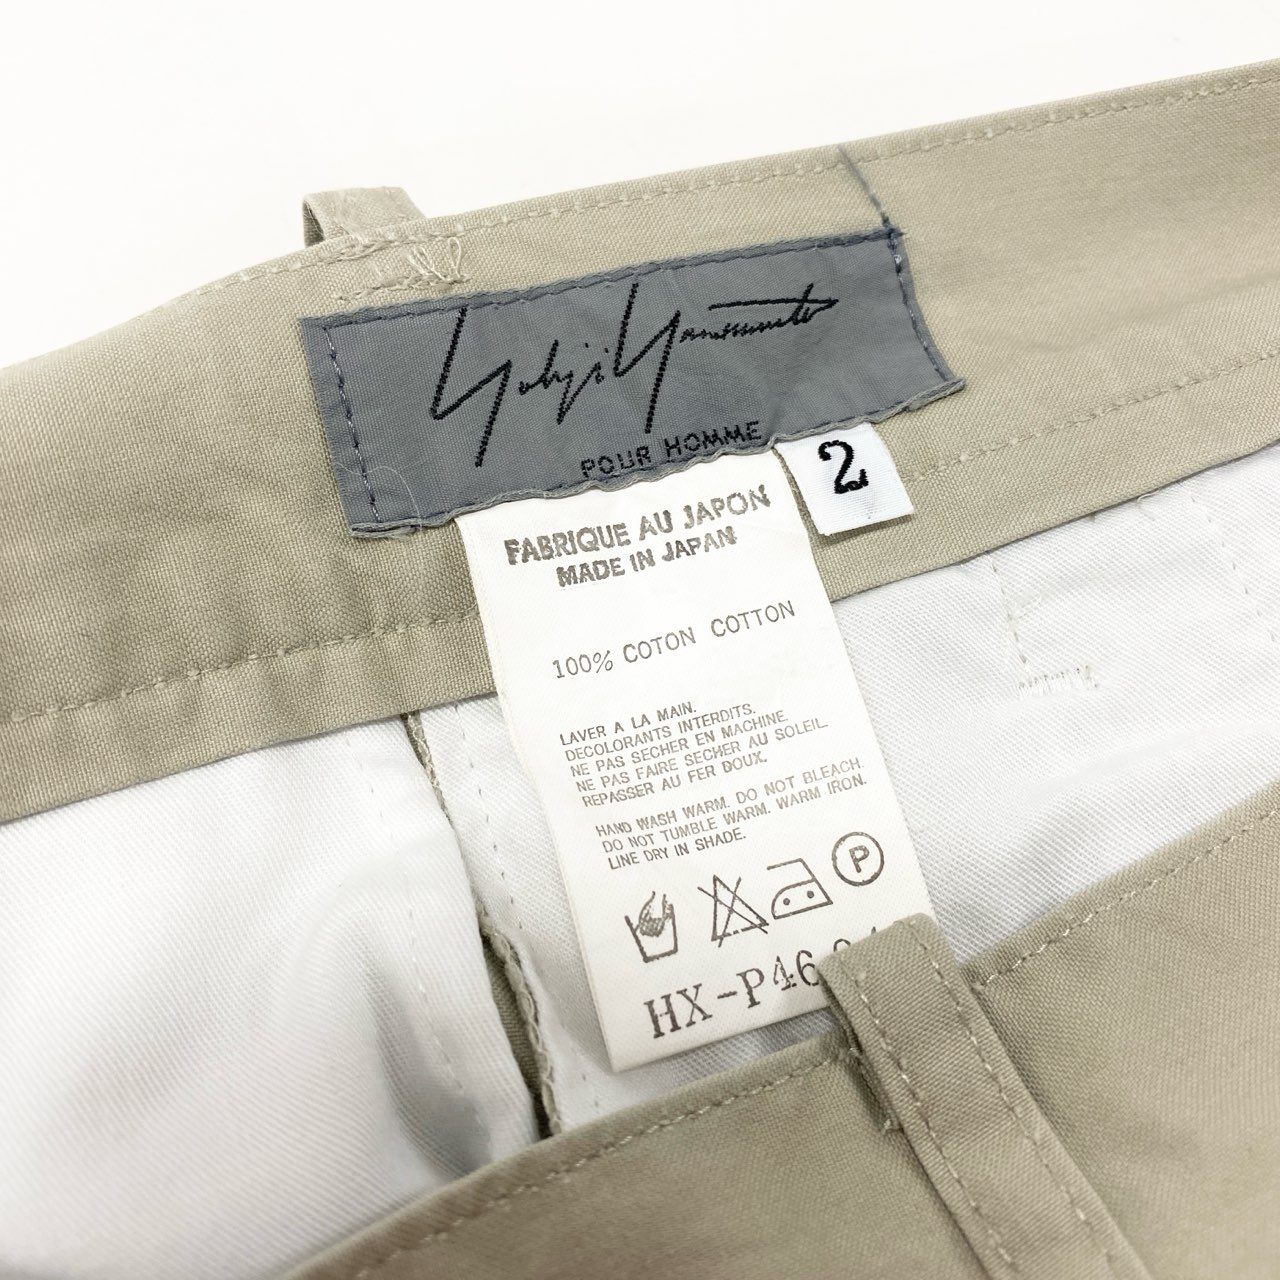 Yohji Yamamoto
POUR HOMME
2
FABRIQUE AU JAPON
MADE IN JAPAN
100% COTON COTTON
LAVER A LA MAIN.
DECOLORANTS INTERDITS.
NE PAS SECHER EN MACHINE.
NE PAS FAIRE SECHER AU SOLEIL.
REPASSER AU FER DOUX.
HAND WASH WARM. DO NOT BLEACH.
DO NOT TUMBLE WARM. WARM IRON.
LINE DRY IN SHADE.
P